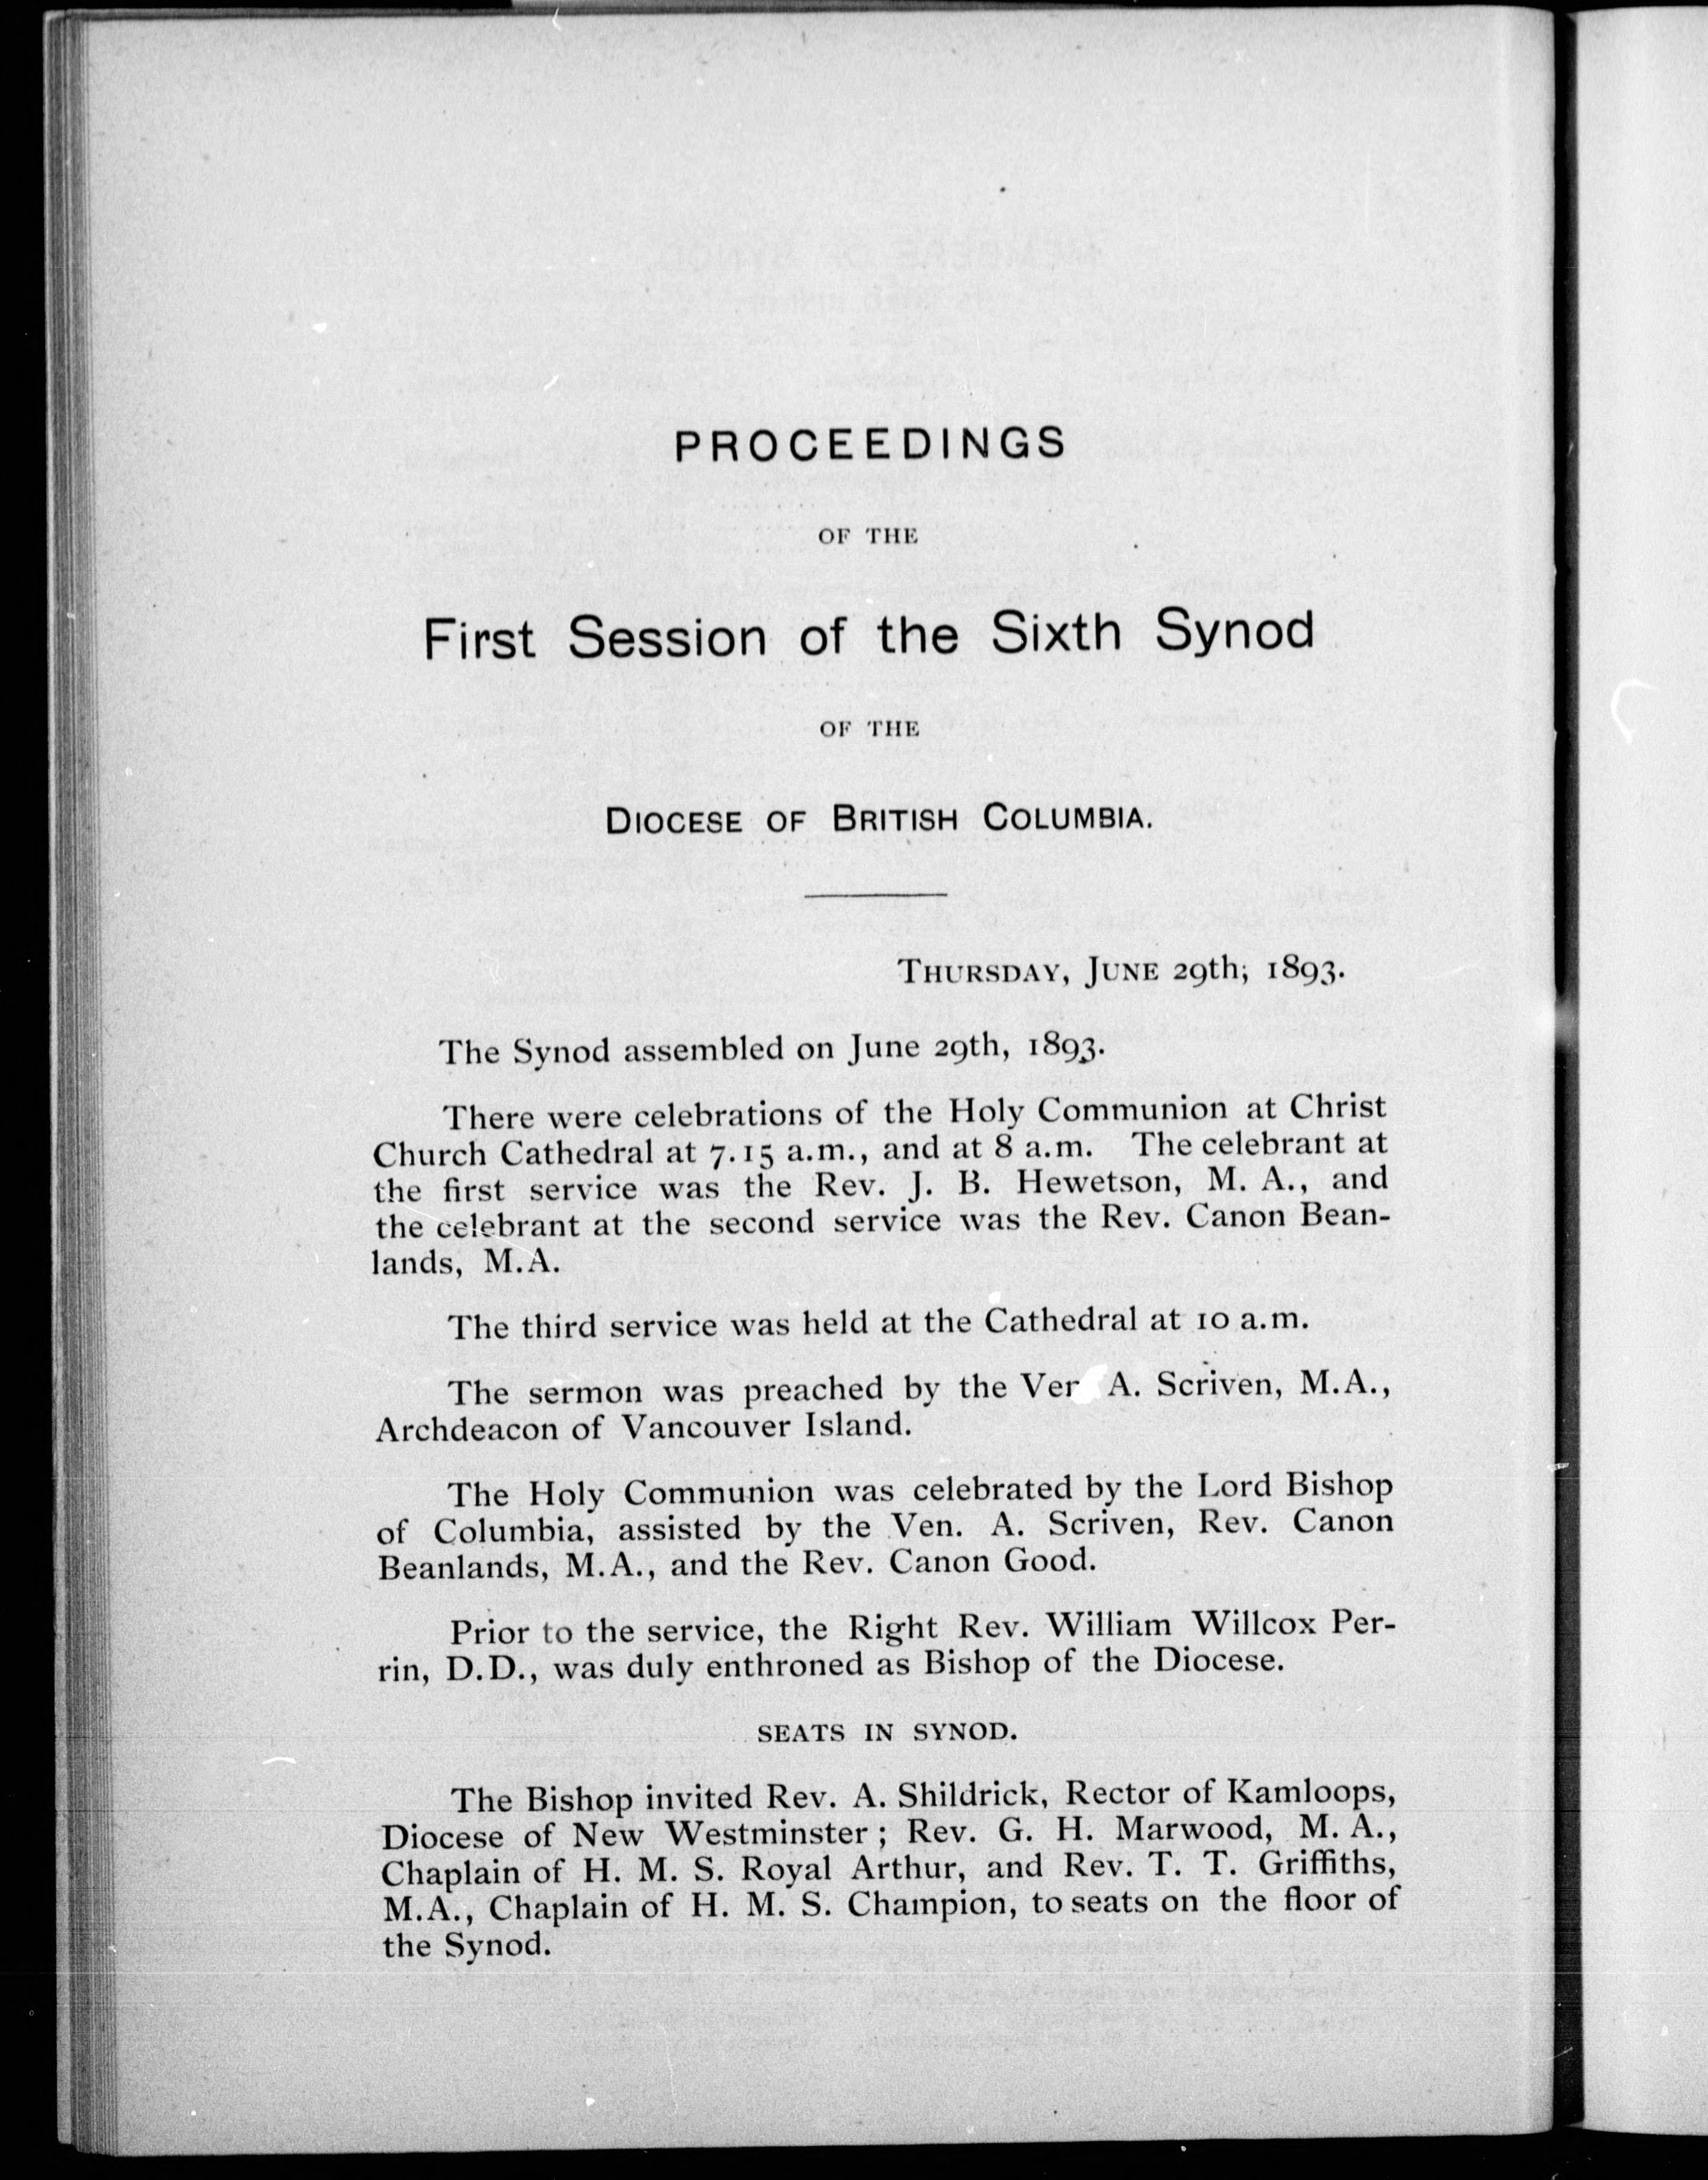 PROCEEDINGS
OF THE
First Session of the Sixth Synod
OF THE
DIOCESE OF BRITISH COLUMBIA.
THURSDAY, JUNE 29th, 1893.
The Synod assembled on June 29th, 1893.
There were celebrations of the Holy Communion at Christ
Church Cathedral at 7.15 a.m., and at 8 a.m. The celebrant at
the first service was the Rev. J. B. Hewetson, M. A., and
the celebrant at the second service was the Rev. Canon Bean-
lands, M.A.
The third service was held at the Cathedral at 10 a.m.
The sermon was preached by the Ver A. Scriven, M.A.,
Archdeacon of Vancouver Island.
The Holy Communion was celebrated by the Lord Bishop
of Columbia, assisted by the Ven. A. Scriven, Rev. Canon
Beanlands, M.A., and the Rev. Canon Good.
Prior to the service, the Right Rev. William Willcox Per-
rin, D.D., was duly enthroned as Bishop of the Diocese.
SEATS IN SYNOD.
The Bishop invited Rev. A. Shildrick, Rector of Kamloops,
Diocese of New Westminster; Rev. G. H. Marwood, M. A.,
Chaplain of H. M. S. Royal Arthur, and Rev. T. T. Griffiths,
M.A., Chaplain of H. M. S. Champion, to seats on the floor of
the Synod.